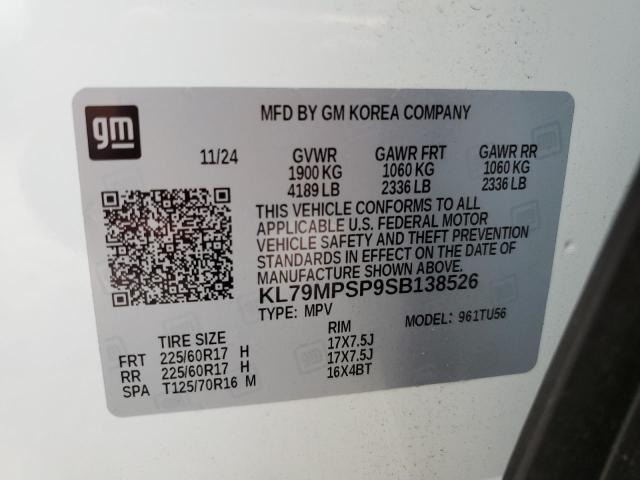 gm
MFD BY GM KOREA COMPANY
11/24 GVWR GAWR FRT GAWR RR
1900 KG 1060 KG 1060 KG
4189 LB 2336 LB 2336 LB
THIS VEHICLE CONFORMS TO ALL
APPLICABLE U.S. FEDERAL MOTOR
VEHICLE SAFETY AND THEFT PREVENTION
STANDARDS IN EFFECT ON THE DATE OF
MANUFACTURE SHOWN ABOVE.
KL79MPSP9SB138526
TYPE: MPV MODEL: 961TU56
TIRE SIZE RIM
FRT 225/60R17 H 17X7.5J
RR 225/60R17 H 17X7.5J
SPA T125/70R16 M 16X4BT